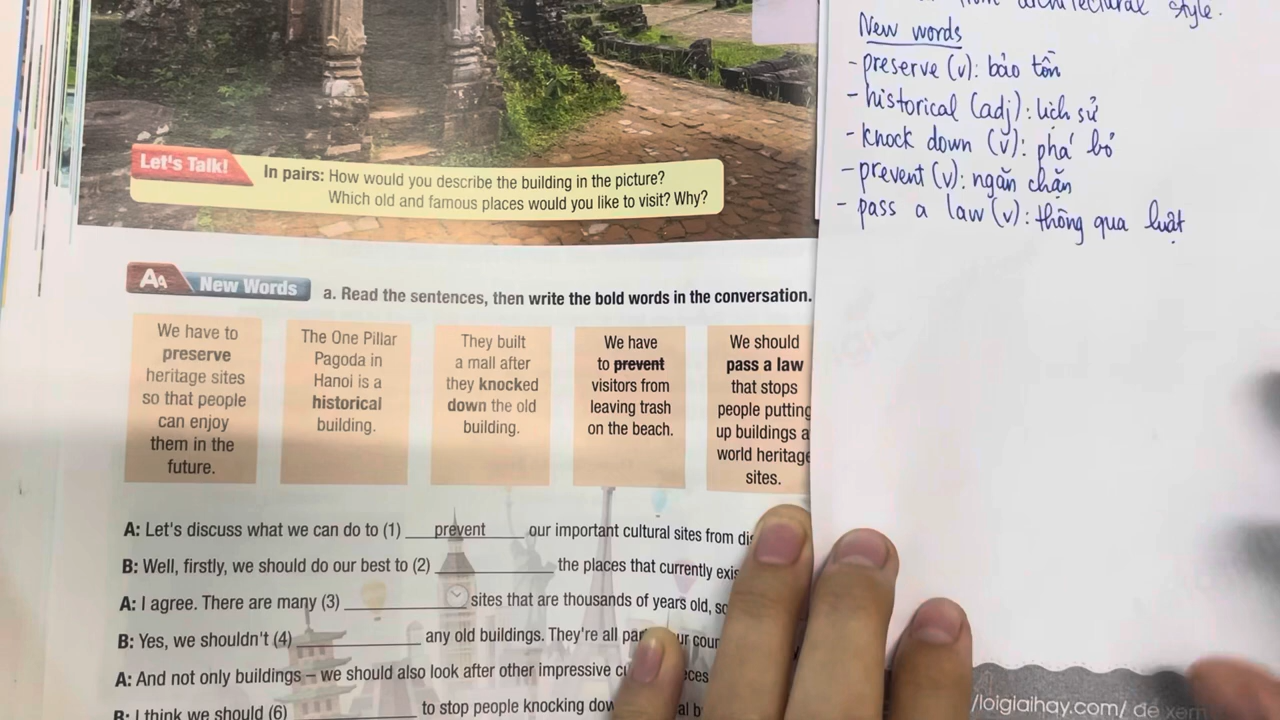 from architectural style.
New words
- preserve (v): bảo tồn
- historical (adj): lịch sử
- knock down (v): phá bỏ
- prevent (v): ngăn chặn
- pass a law (v): thông qua luật
Let's Talk!
In pairs: How would you describe the building in the picture?
Which old and famous places would you like to visit? Why?
Aa New Words
a. Read the sentences, then write the bold words in the conversation.
We have to
preserve
heritage sites
so that people
can enjoy
them in the
future.
The One Pillar
Pagoda in
Hanoi is a
historical
building.
They built
a mall after
they knocked
down the old
building.
We have
to prevent
visitors from
leaving trash
on the beach.
We should
pass a law
that stops
people putting
up buildings a
world heritage
sites.
A: Let's discuss what we can do to (1) prevent our important cultural sites from
B: Well, firstly, we should do our best to (2) ____ the places that currently
A: I agree. There are many (3) ____ sites that are thousands of years old,
B: Yes, we shouldn't (4) ____ any old buildings. They're all
A: And not only buildings – we should also look after other impressive
B: I think we should (6) ____ to stop people knocking
/loigiaihay.com/ để xem